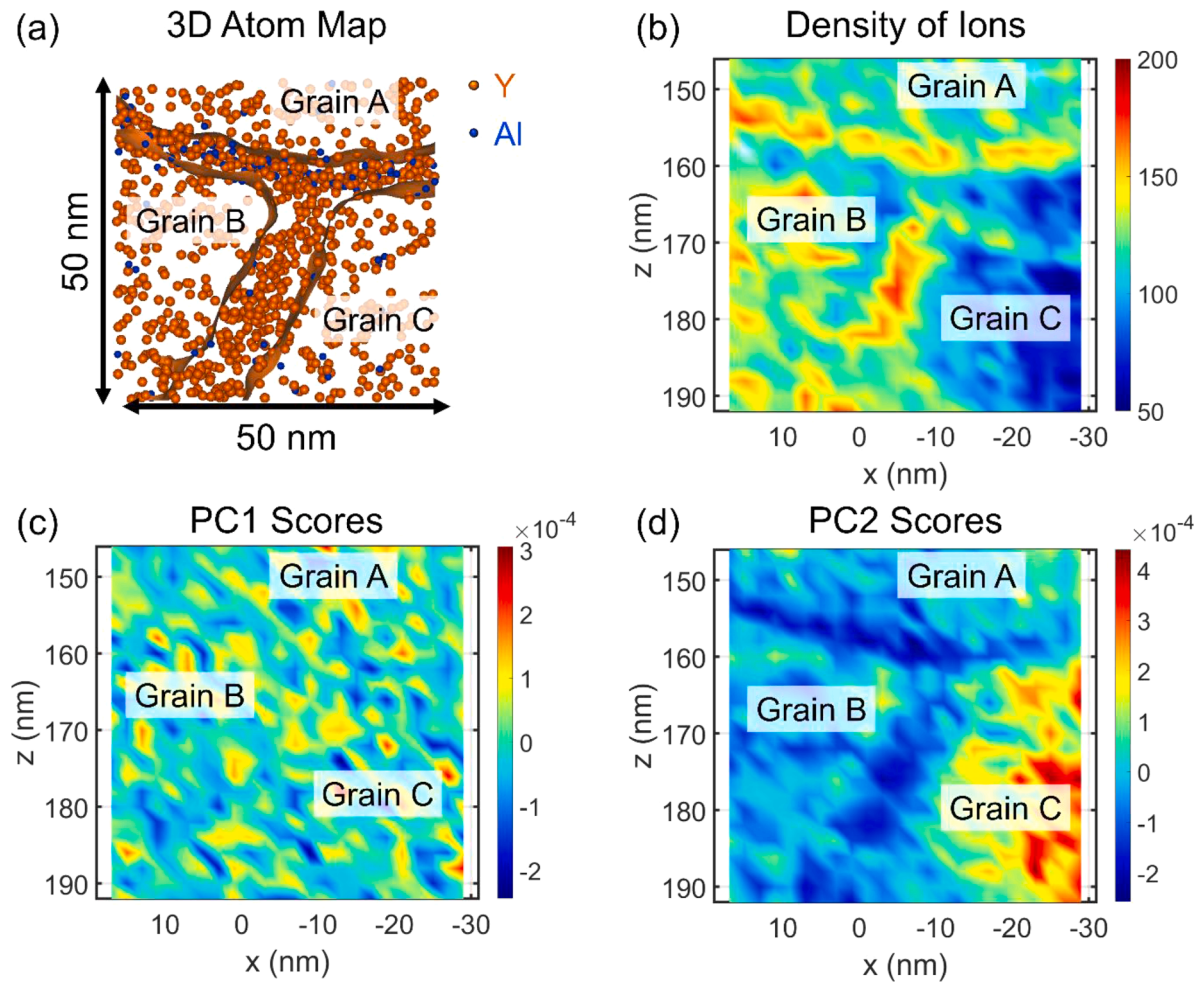 (a) 3D Atom Map
Grain A
Y
Al
Grain B
Grain C
50 nm
50 nm
(b) Density of Ions
Grain A
Grain B
Grain C
150
160
170
180
190
z (nm)
10 0 -10 -20 -30
x (nm)
200
150
100
50
(c) PC1 Scores
Grain A
Grain B
Grain C
150
160
170
180
190
z (nm)
10 0 -10 -20 -30
x (nm)
×10⁻⁴
3
2
1
0
-1
-2
(d) PC2 Scores
Grain A
Grain B
Grain C
150
160
170
180
190
z (nm)
10 0 -10 -20 -30
x (nm)
×10⁻⁴
4
3
2
1
0
-1
-2